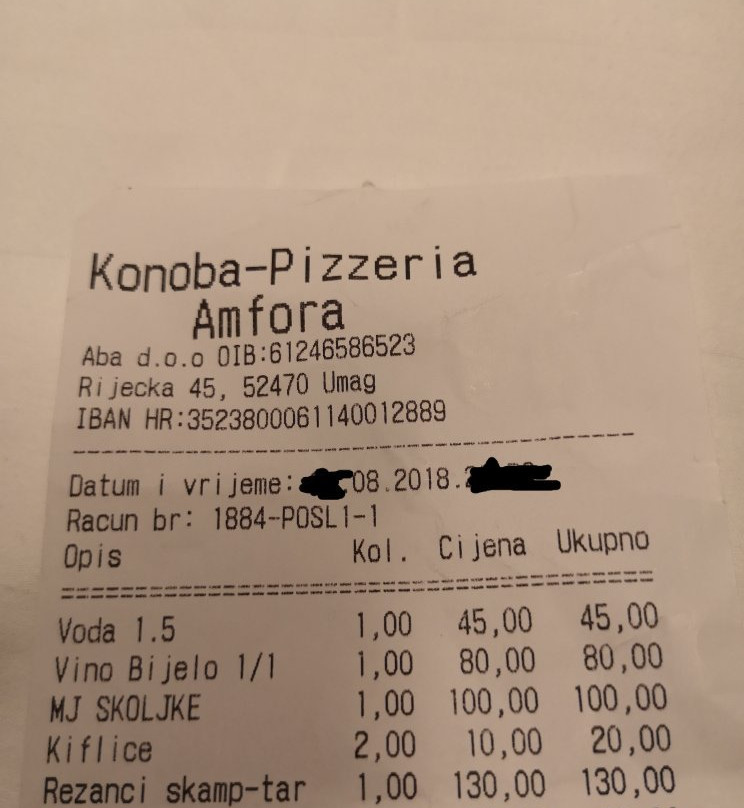 Konoba-Pizzeria
Amfora
Aba d.o.o OIB:61246586523
Rijecka 45, 52470 Umag
IBAN HR:3523800061140012889
Datum i vrijeme: 08.2018.
Racun br: 1884-POSL1-1
Opis Kol. Cijena Ukupno
Voda 1.5 1,00 45,00 45,00
Vino Bijelo 1/1 1,00 80,00 80,00
MJ SKOLJKE 1,00 100,00 100,00
Kiflice 2,00 10,00 20,00
Rezanci skamp-tar 1,00 130,00 130,00